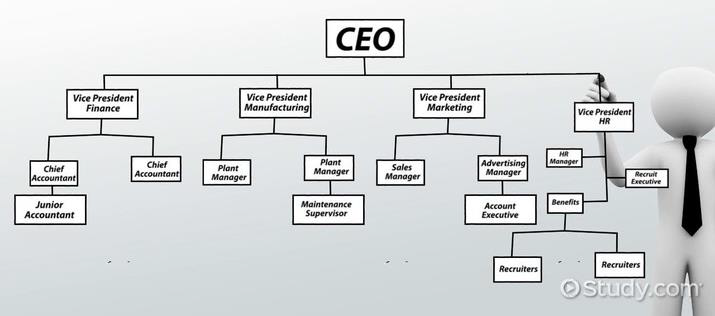 CEO
Vice President
Finance
Vice President
Manufacturing
Vice President
Marketing
Vice President
HR
Chief
Accountant
Chief
Accountant
Plant
Manager
Plant
Manager
Sales
Manager
Advertising
Manager
HR
Manager
Recruit
Executive
Junior
Accountant
Maintenance
Supervisor
Account
Executive
Benefits
Recruiters
Recruiters
Study.com